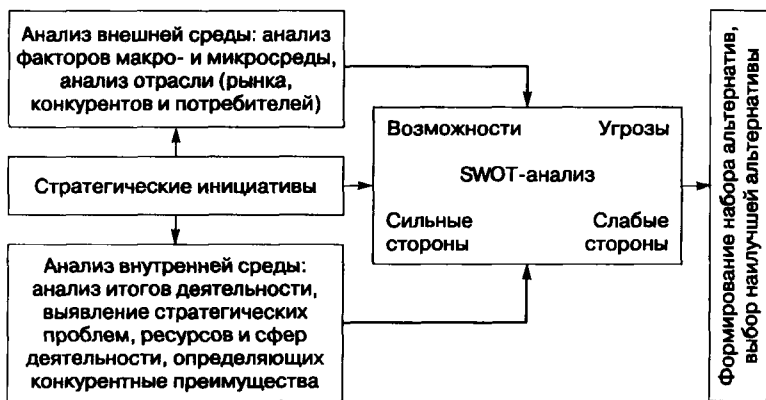 Анализ внешней среды: анализ
факторов макро- и микросреды,
анализ отрасли (рынка,
конкурентов и потребителей)
Стратегические инициативы
Анализ внутренней среды:
анализ итогов деятельности,
выявление стратегических
проблем, ресурсов и сфер
деятельности, определяющих
конкурентные преимущества
Возможности Угрозы
SWOT-анализ
Сильные Слабые
стороны стороны
Формирование набора альтернатив,
выбор наилучшей альтернативы